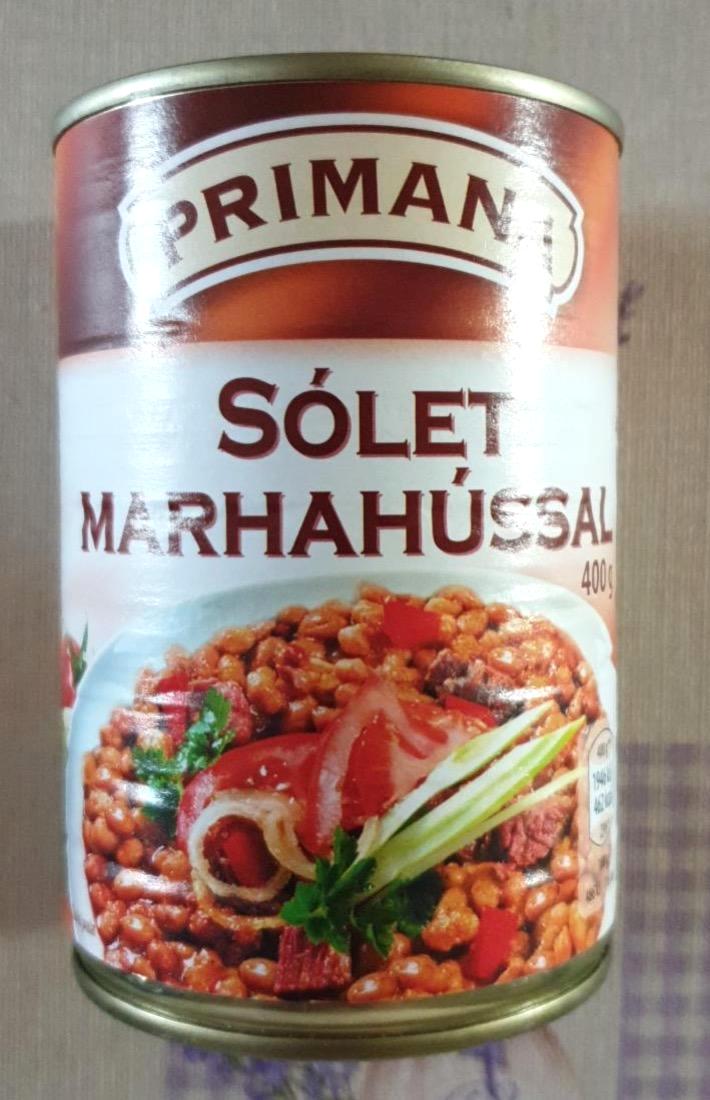 PRIMANA
SÓLET
MARHAHÚSSAL
400 g